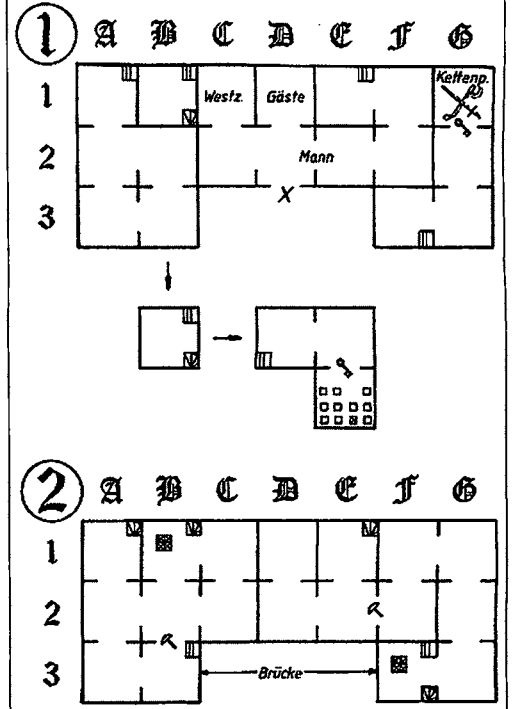 1 A B C D E F G
1 Westz. Gäste Kettenp.
2 Mann
3 X
2 A B C D E F G
1
2
3 Brücke